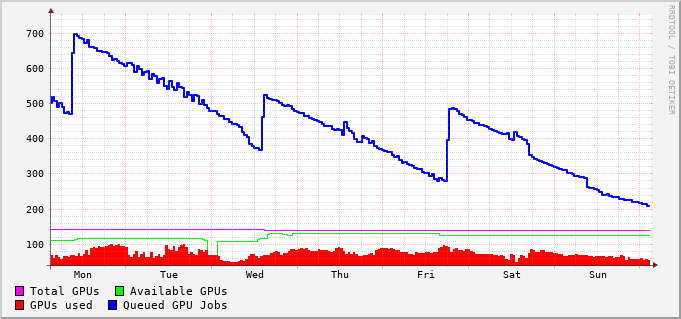 700
600
500
400
300
200
100
Mon Tue Wed Thu Fri Sat Sun
Total GPUs Available GPUs
GPUs used Queued GPU Jobs
RRDTOOL / TOBI OETIKER